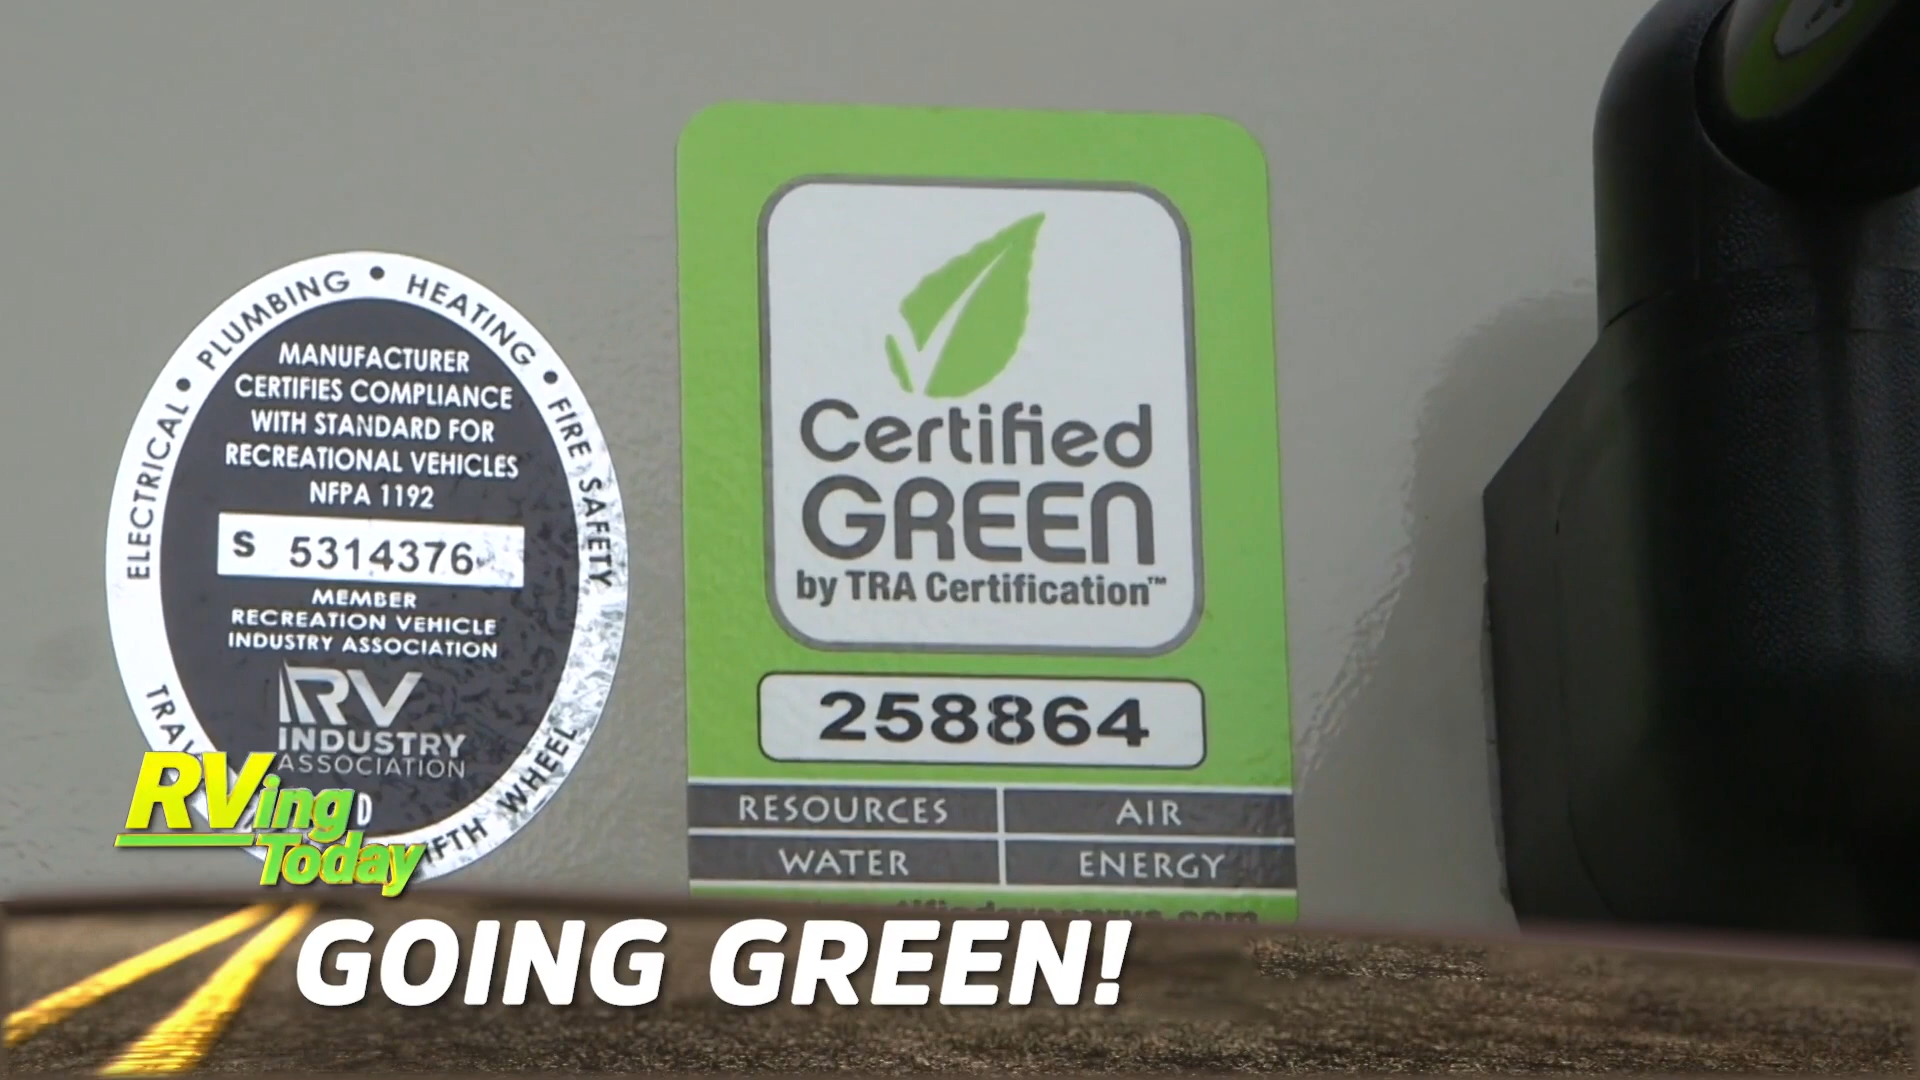 ELECTRICAL • PLUMBING • HEATING • FIRE SAFETY
MANUFACTURER
CERTIFIES COMPLIANCE
WITH STANDARD FOR
RECREATIONAL VEHICLES
NFPA 1192
S 5314376
MEMBER
RECREATION VEHICLE
INDUSTRY ASSOCIATION
RV
INDUSTRY
ASSOCIATION
WHEEL
Certified
GREEN
by TRA Certification™
258864
RESOURCES AIR
WATER ENERGY
RVing
Today
GOING GREEN!